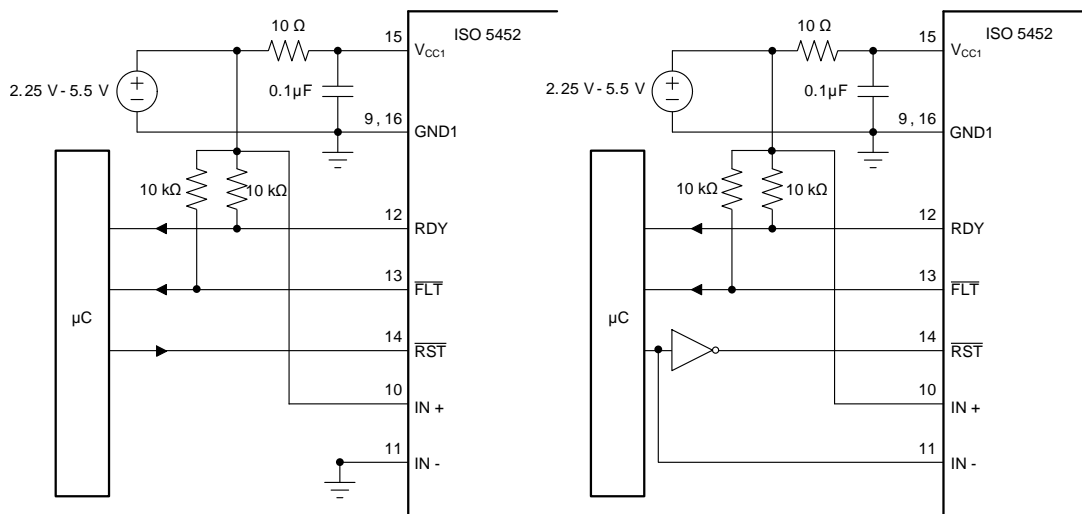 10 Ω
15
ISO 5452
VCC1
2.25 V - 5.5 V
0.1µF
9 , 16
GND1
10 kΩ
10 kΩ
12
RDY
13
FLT
µC
14
RST
10
IN +
11
IN -
10 Ω
15
ISO 5452
VCC1
2.25 V - 5.5 V
0.1µF
9 , 16
GND1
10 kΩ
10 kΩ
12
RDY
13
FLT
µC
14
RST
10
IN +
11
IN -